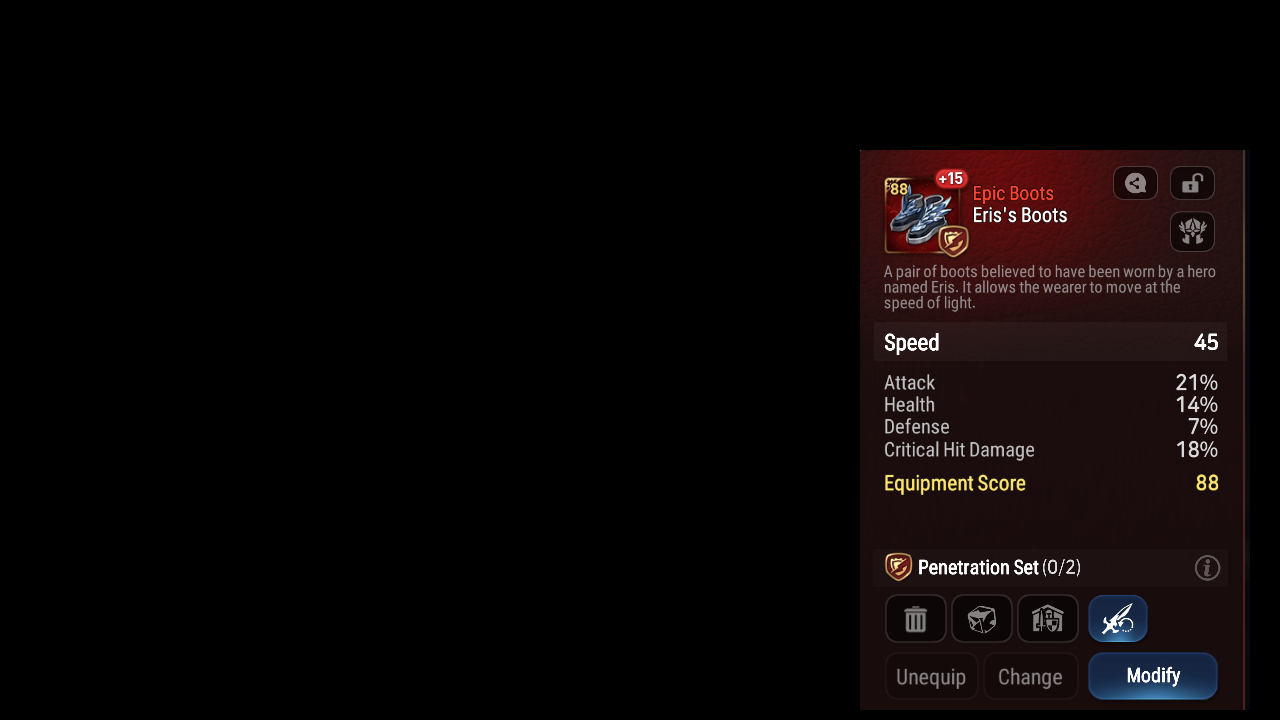 88
+15
Epic Boots
Eris's Boots
A pair of boots believed to have been worn by a hero
named Eris. It allows the wearer to move at the
speed of light.
Speed 45
Attack 21%
Health 14%
Defense 7%
Critical Hit Damage 18%
Equipment Score 88
Penetration Set (0/2)
Unequip Change Modify